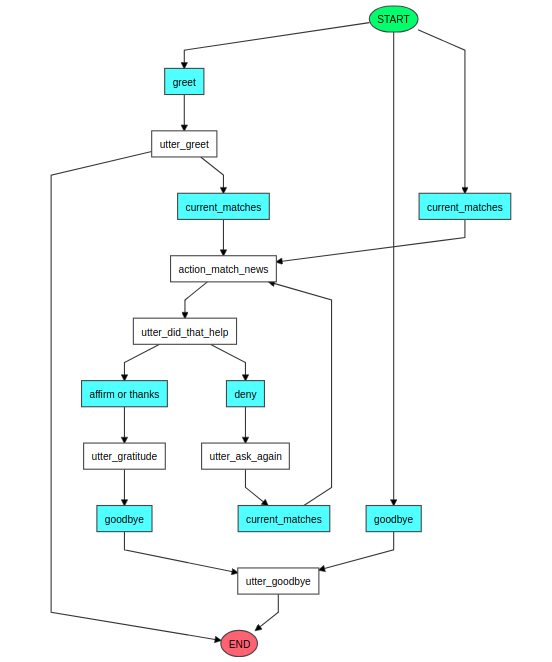 START
greet
utter_greet
current_matches
current_matches
action_match_news
utter_did_that_help
affirm or thanks
deny
utter_gratitude
utter_ask_again
goodbye
current_matches
goodbye
utter_goodbye
END